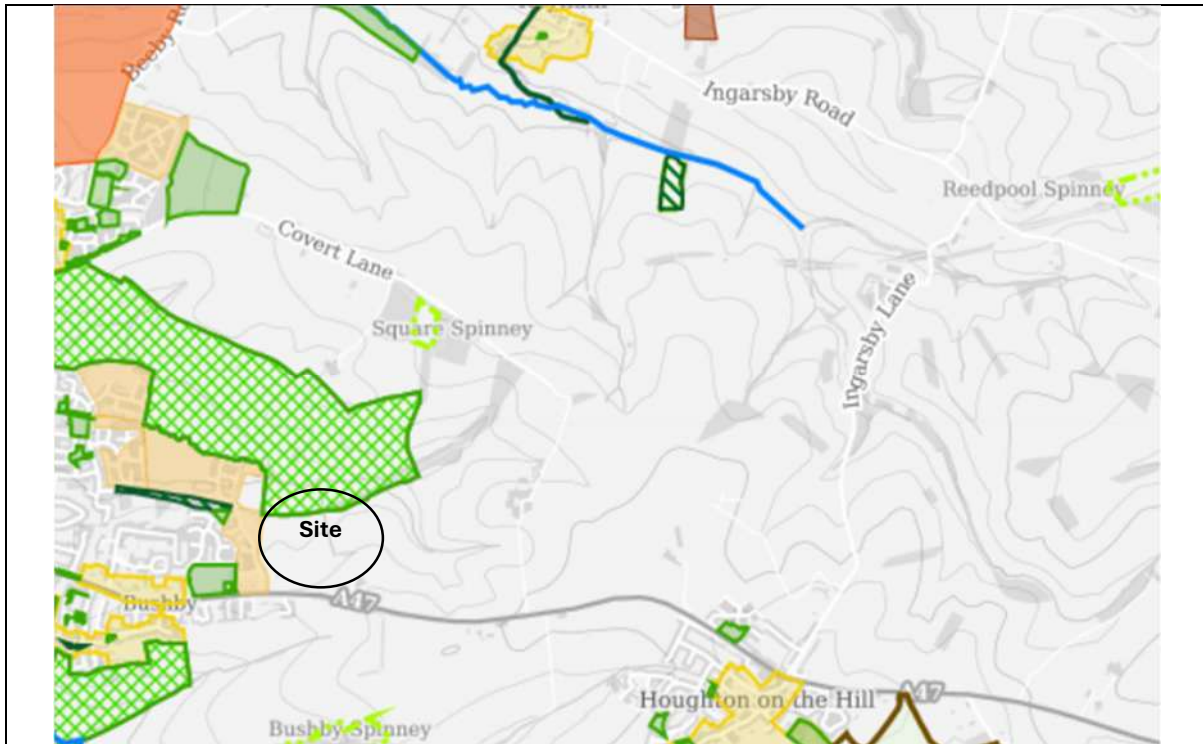 Beeby
Ingarsby Road
Reedpool Spinney
Covert Lane
Square Spinney
Ingarsby Lane
Site
A47
Bushby
Houghton on the Hill
A47
Bushby Spinney